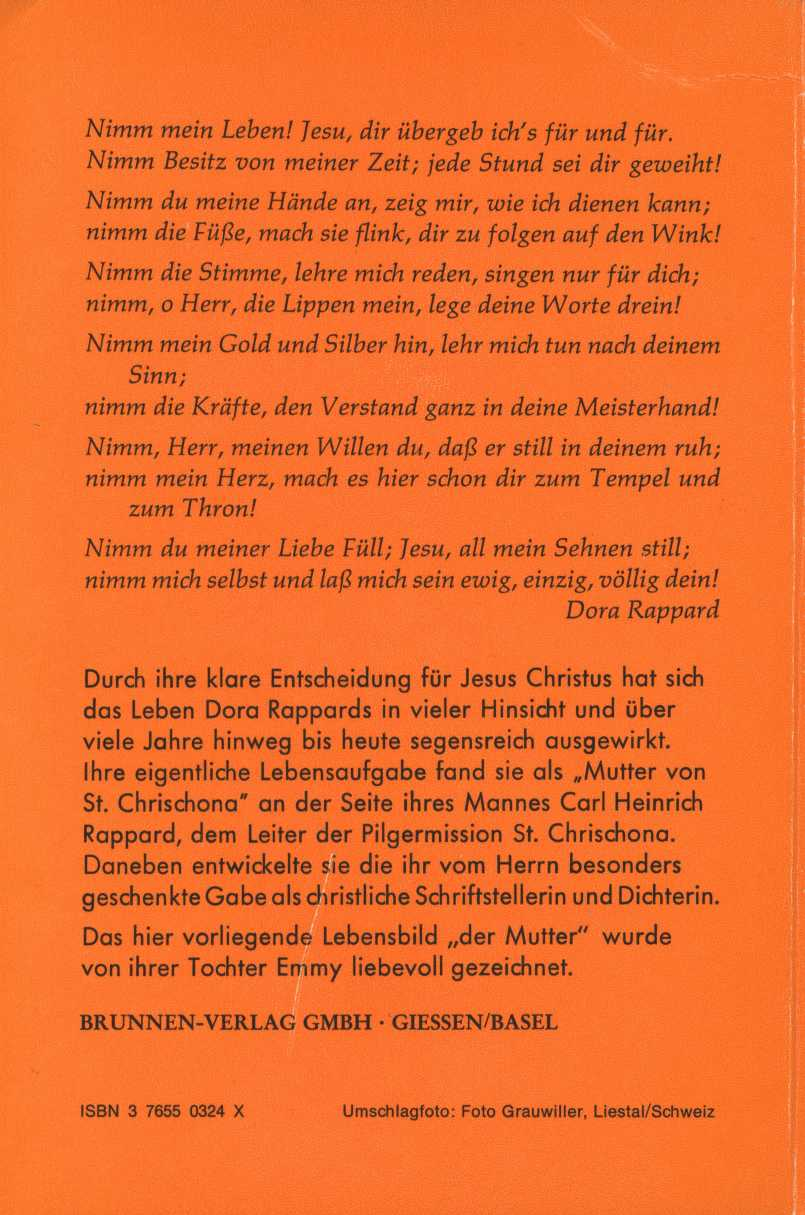 Nimm mein Leben! Jesu, dir übergeb ich's für und für.
Nimm Besitz von meiner Zeit; jede Stund sei dir geweiht!
Nimm du meine Hände an, zeig mir, wie ich dienen kann;
nimm die Füße, mach sie flink, dir zu folgen auf den Wink!
Nimm die Stimme, lehre mich reden, singen nur für dich;
nimm, o Herr, die Lippen mein, lege deine Worte drein!
Nimm mein Gold und Silber hin, lehr mich tun nach deinem
Sinn;
nimm die Kräfte, den Verstand ganz in deine Meisterhand!
Nimm, Herr, meinen Willen du, daß er still in deinem ruh;
nimm mein Herz, mach es hier schon dir zum Tempel und
zum Thron!
Nimm du meiner Liebe Füll; Jesu, all mein Sehnen still;
nimm mich selbst und laß mich sein ewig, einzig, völlig dein!
Dora Rappard
Durch ihre klare Entscheidung für Jesus Christus hat sich
das Leben Dora Rappards in vieler Hinsicht und über
viele Jahre hinweg bis heute segensreich ausgewirkt.
Ihre eigentliche Lebensaufgabe fand sie als „Mutter von
St. Chrischona" an der Seite ihres Mannes Carl Heinrich
Rappard, dem Leiter der Pilgermission St. Chrischona.
Daneben entwickelte sie die ihr vom Herrn besonders
geschenkte Gabe als christliche Schriftstellerin und Dichterin.
Das hier vorliegende Lebensbild „der Mutter" wurde
von ihrer Tochter Emmy liebevoll gezeichnet.
BRUNNEN-VERLAG GMBH · GIESSEN/BASEL
ISBN 3 7655 0324 X Umschlagfoto: Foto Grauwiller, Liestal/Schweiz